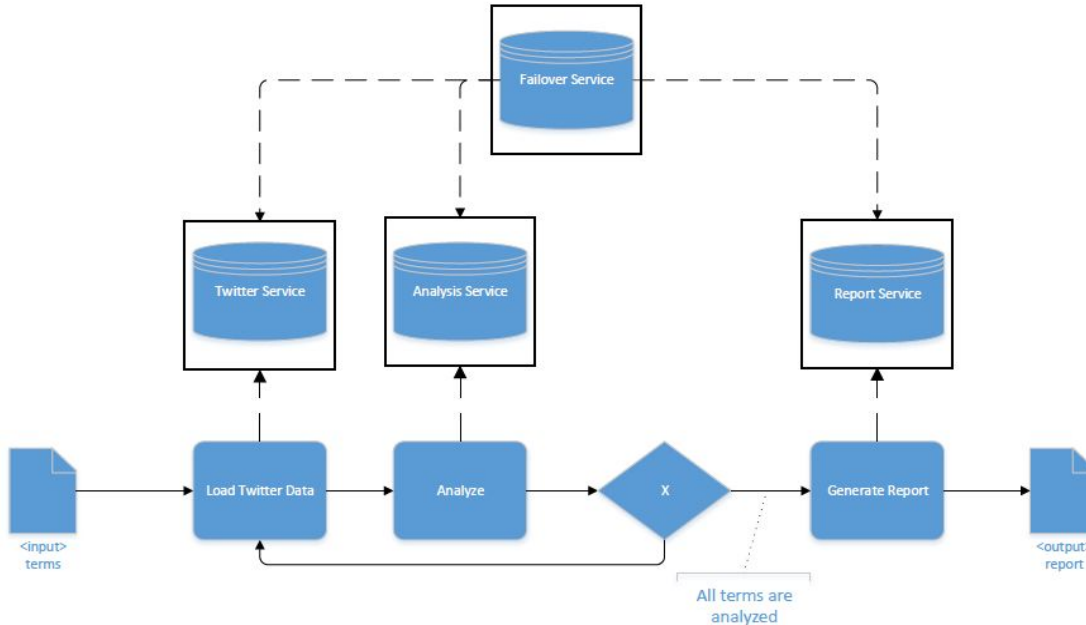 Failover Service
Twitter Service
Analysis Service
Report Service
Load Twitter Data
Analyze
X
Generate Report
<input>
terms
<output>
report
All terms are
analyzed